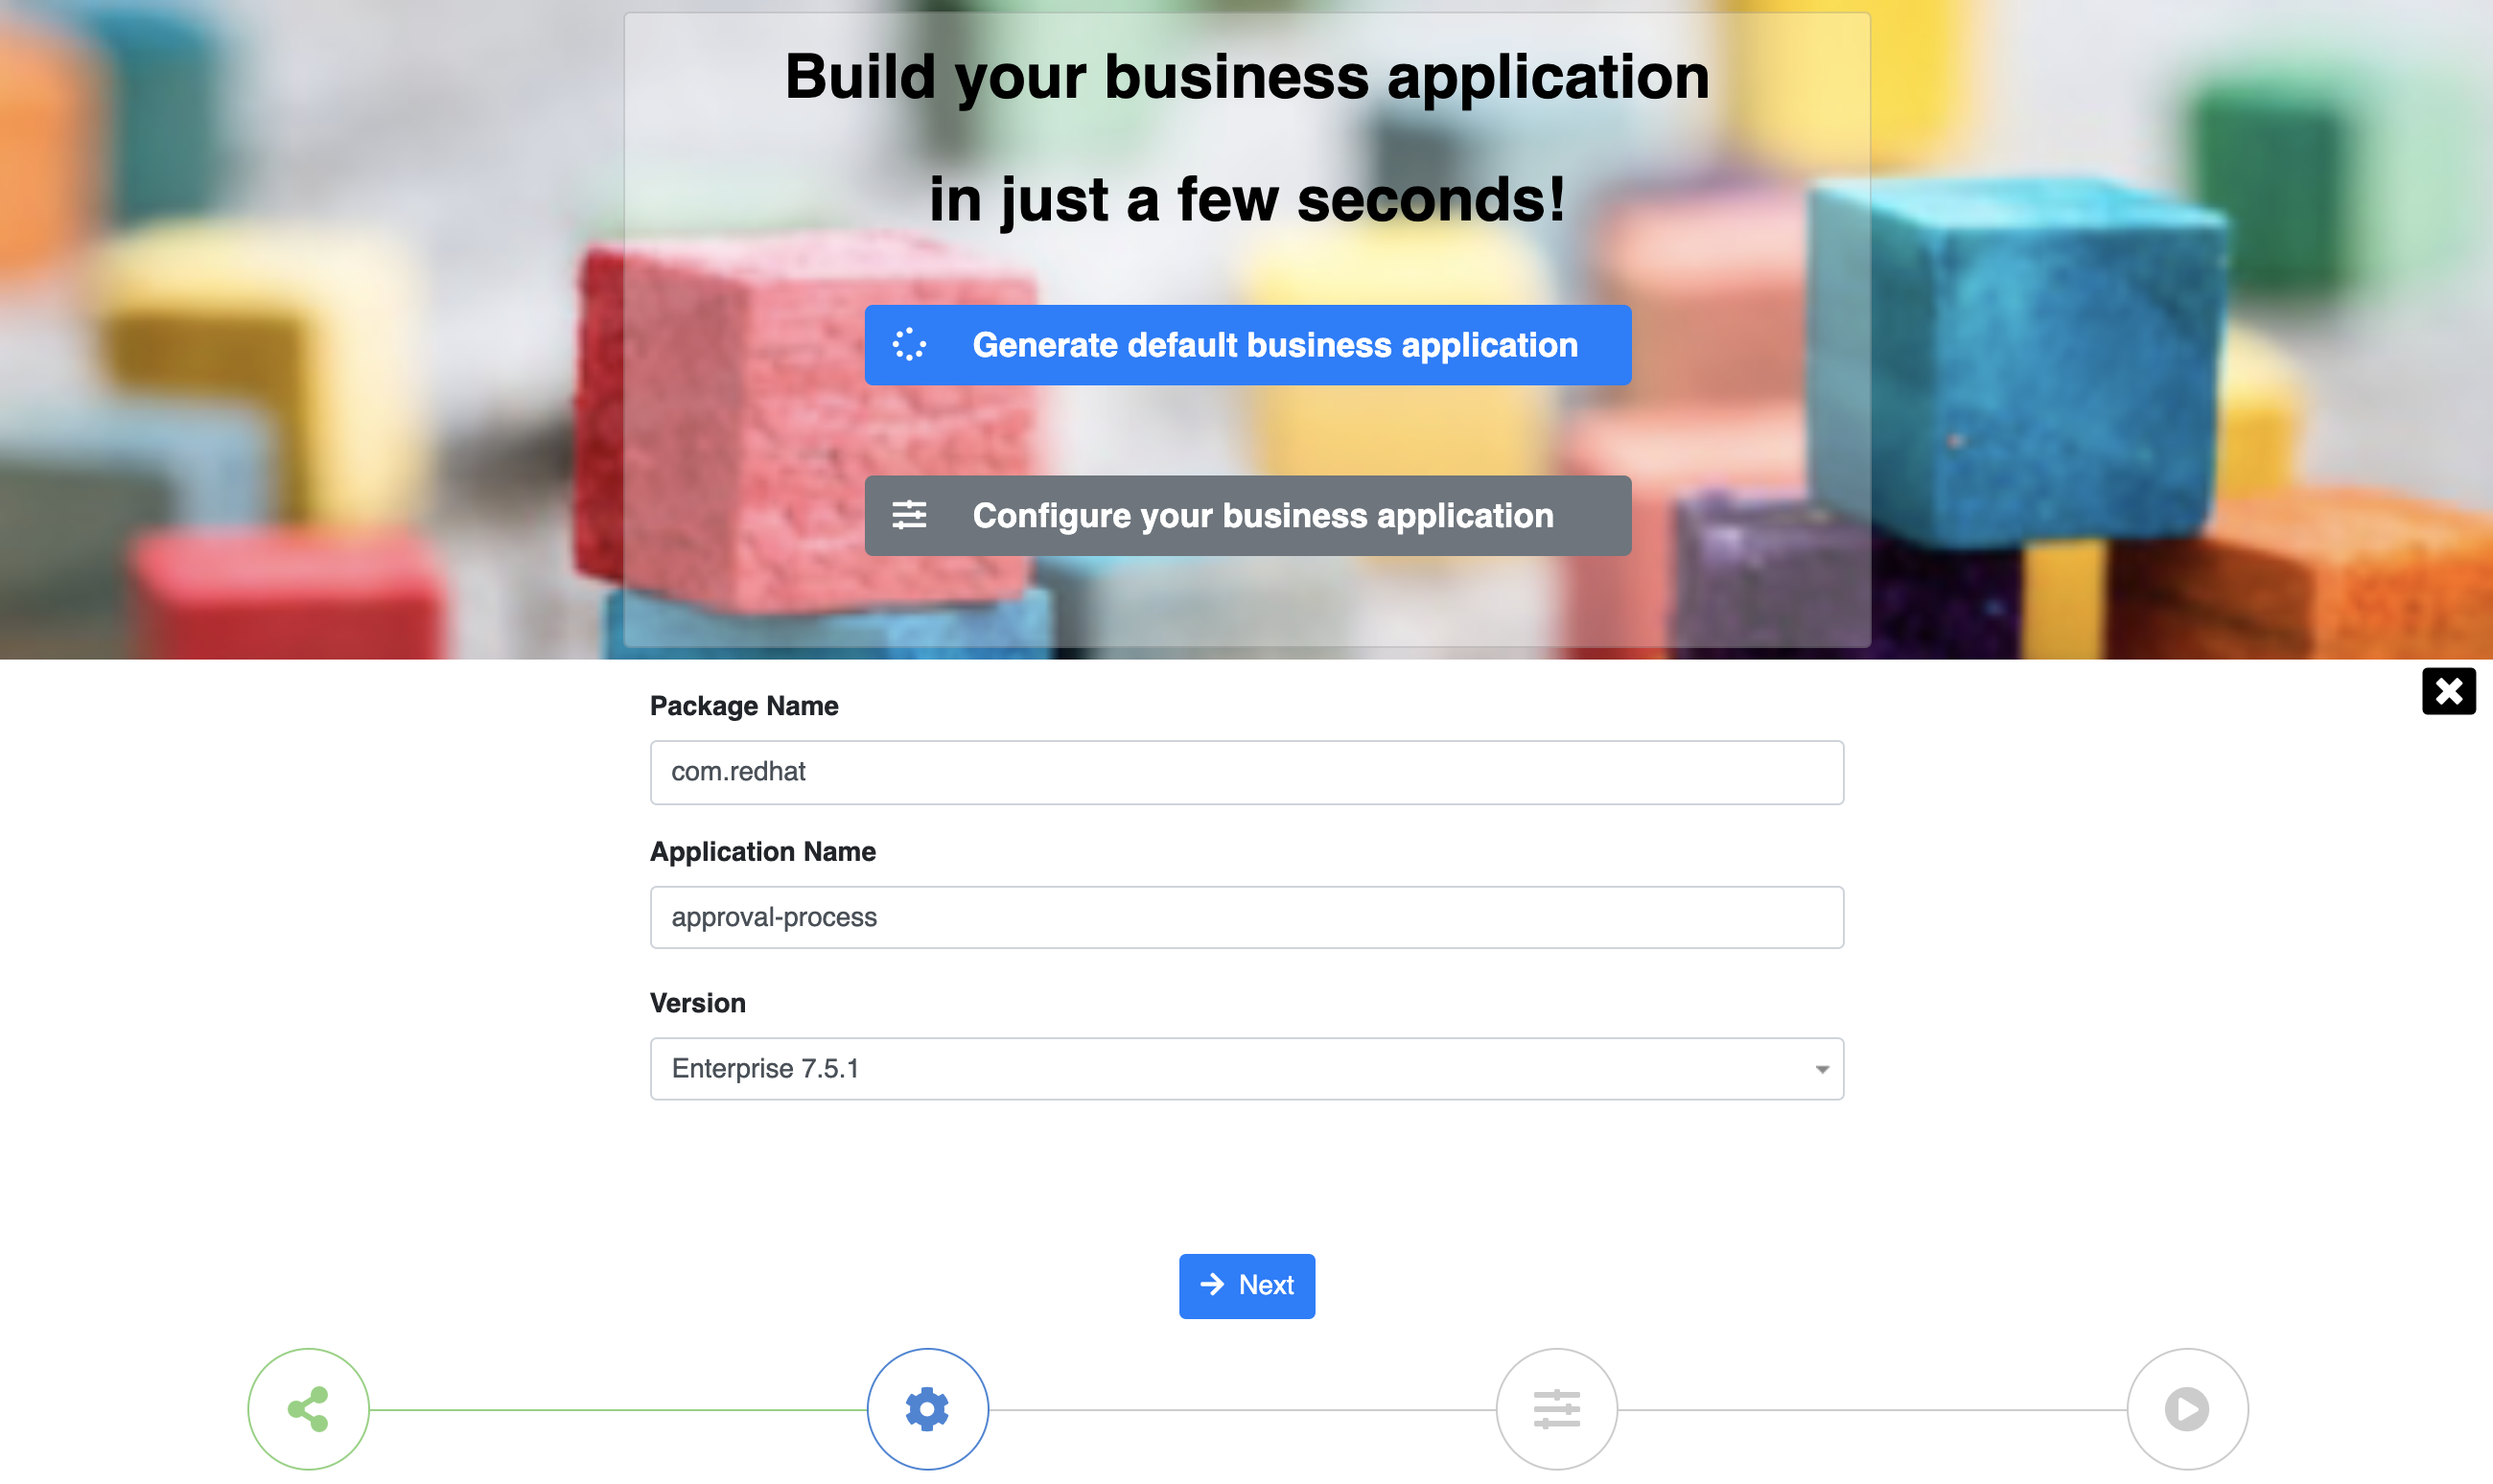 Build your business application
in just a few seconds!
Generate default business application
Configure your business application
Package Name
com.redhat
Application Name
approval-process
Version
Enterprise 7.5.1
Next